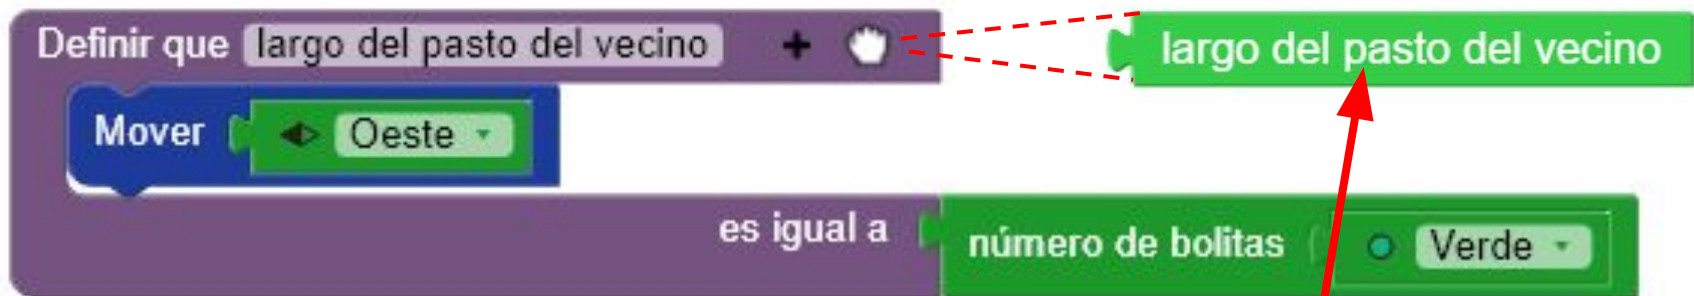 Definir que largo del pasto del vecino + largo del pasto del vecino
Mover Oeste
es igual a número de bolitas Verde